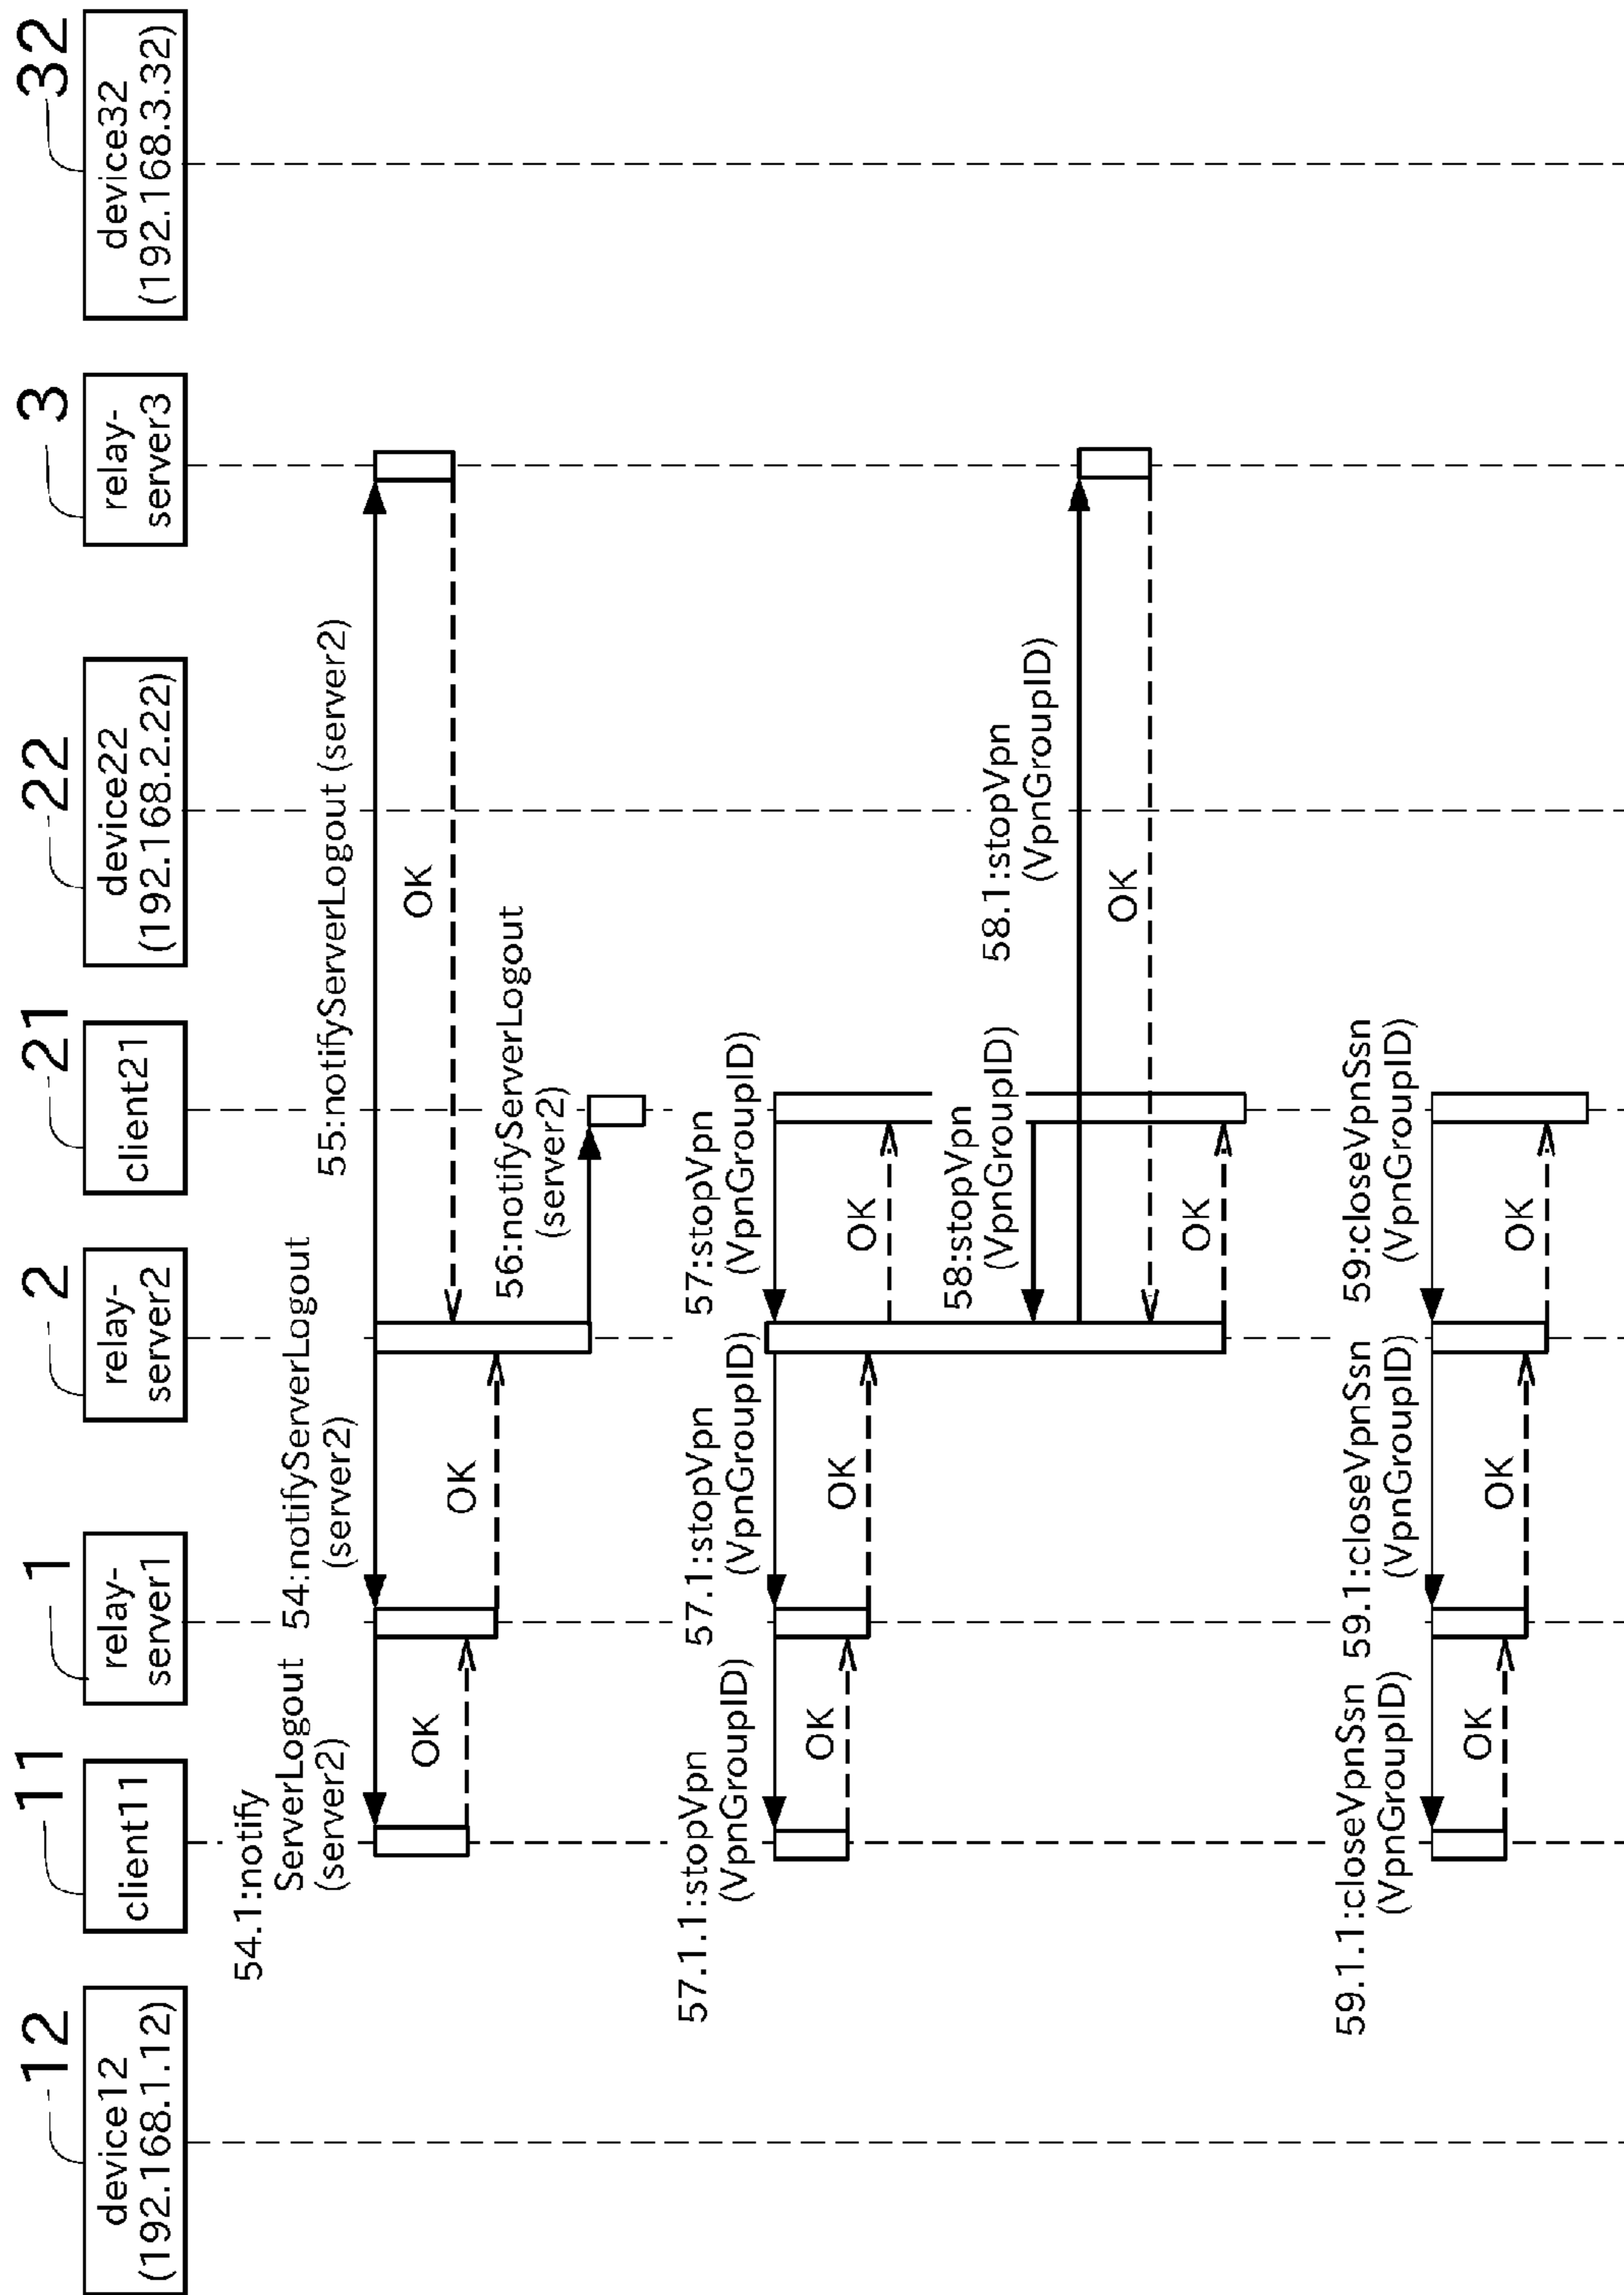 12
11
1
2
21
22
3
32
device12
(192.168.1.12)
client11
relay-
server1
relay-
server2
client21
device22
(192.168.2.22)
relay-
server3
device32
(192.168.3.32)
54.1:notify
ServerLogout
(server2)
54:notifyServerLogout
(server2)
55:notifyServerLogout (server2)
OK
OK
OK
56:notifyServerLogout
(server2)
57.1.1:stopVpn
(VpnGroupID)
57.1:stopVpn
(VpnGroupID)
57:stopVpn
(VpnGroupID)
OK
OK
OK
58:stopVpn
(VpnGroupID)
58.1:stopVpn
(VpnGroupID)
OK
OK
59.1.1:closeVpnSsn
(VpnGroupID)
59.1:closeVpnSsn
(VpnGroupID)
59:closeVpnSsn
(VpnGroupID)
OK
OK
OK